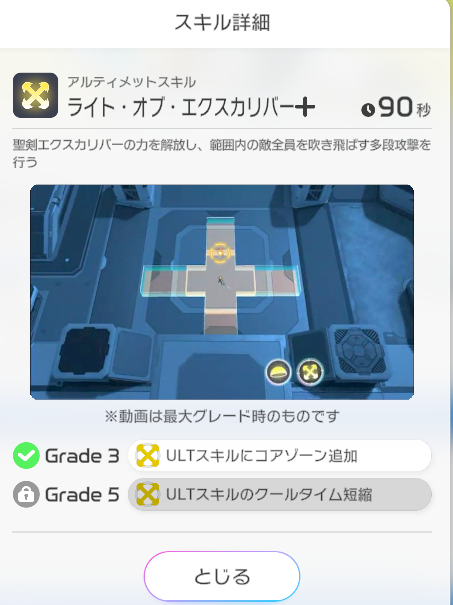 スキル詳細
アルティメットスキル
ライト・オブ・エクスカリバー＋
90秒
聖剣エクスカリバーの力を解放し、範囲内の敵全員を吹き飛ばす多段攻撃を
行う
※動画は最大グレード時のものです
Grade 3 ULTスキルにコアゾーン追加
Grade 5 ULTスキルのクールタイム短縮
とじる